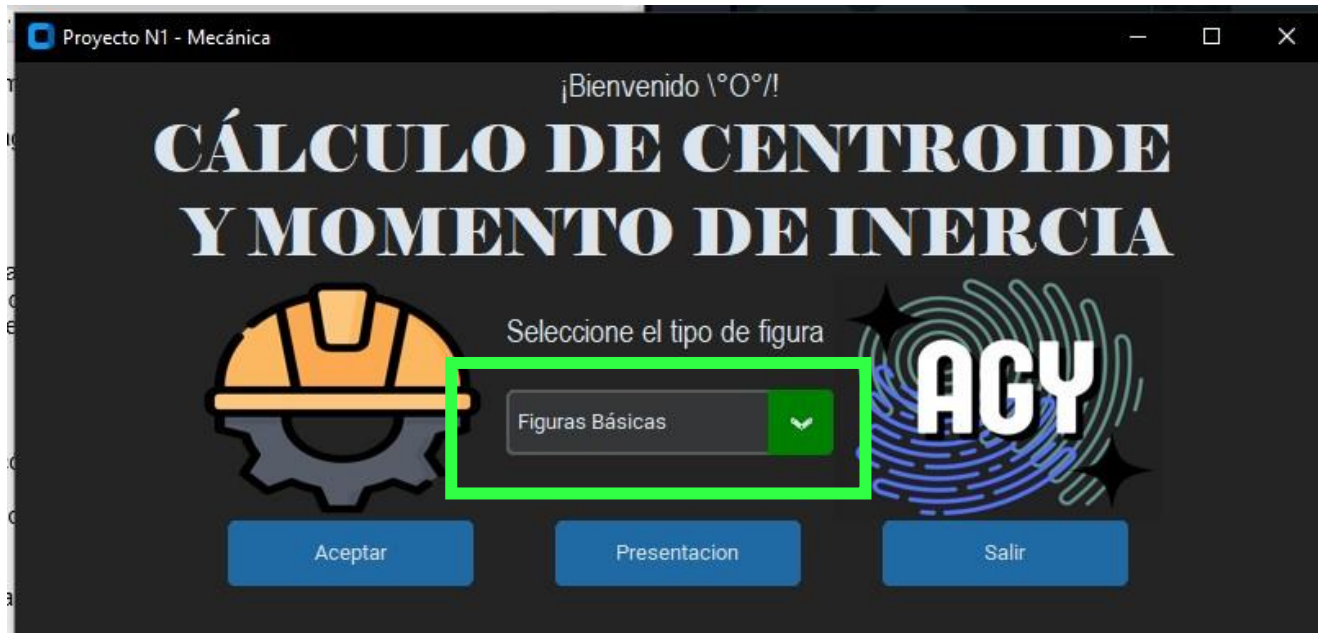 Proyecto N1 - Mecánica
¡Bienvenido \°O°/!
CÁLCULO DE CENTROIDE
Y MOMENTO DE INERCIA
Seleccione el tipo de figura
Figuras Básicas
AGY
Aceptar
Presentacion
Salir